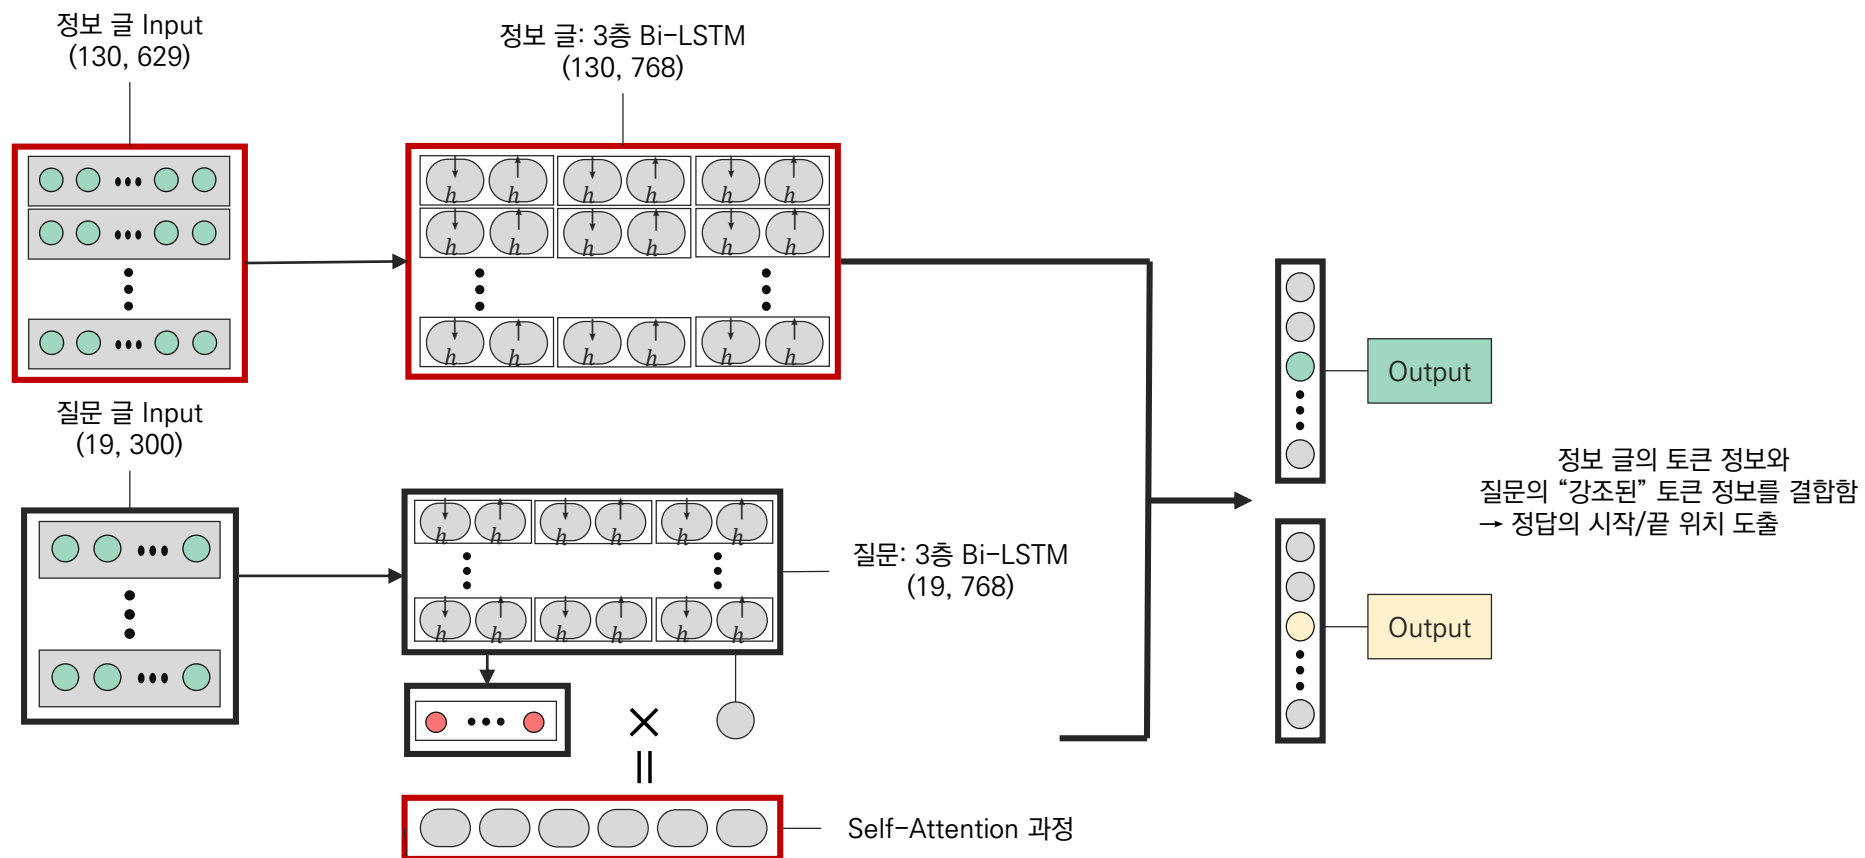 정보 글 Input
(130, 629)
정보 글: 3층 Bi-LSTM
(130, 768)
h h h h h h
h h h h h h
h h h h h h
질문 글 Input
(19, 300)
h h h h h h
h h h h h h
질문: 3층 Bi-LSTM
(19, 768)
×
=
Self-Attention 과정
Output
정보 글의 토큰 정보와
질문의 “강조된” 토큰 정보를 결합함
→ 정답의 시작/끝 위치 도출
Output